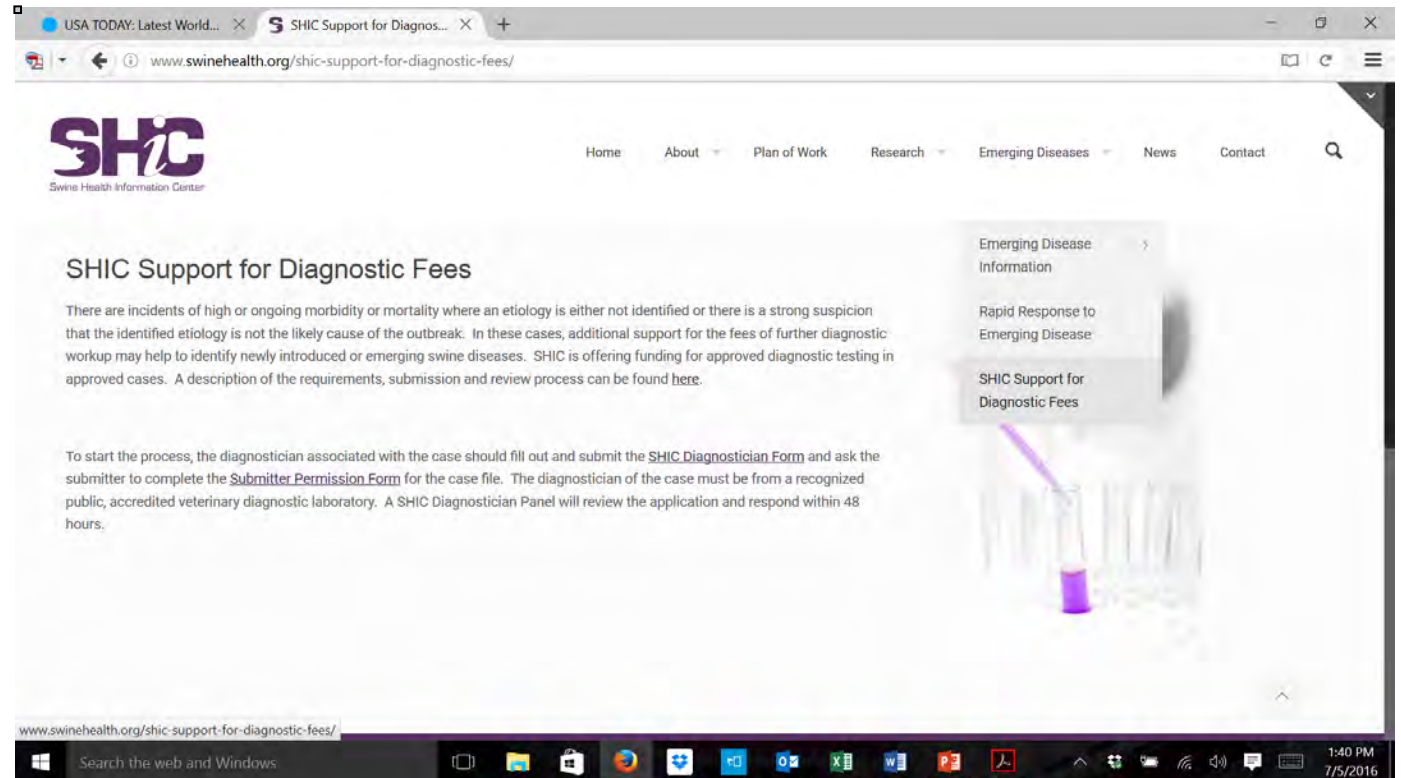 USA TODAY: Latest World...
SHIC Support for Diagnos...
www.swinehealth.org/shic-support-for-diagnostic-fees/
SHiC
Swine Health Information Center
Home About Plan of Work Research Emerging Diseases News Contact
Emerging Disease
Information
Rapid Response to
Emerging Disease
SHIC Support for
Diagnostic Fees
SHIC Support for Diagnostic Fees
There are incidents of high or ongoing morbidity or mortality where an etiology is either not identified or there is a strong suspicion
that the identified etiology is not the likely cause of the outbreak. In these cases, additional support for the fees of further diagnostic
workup may help to identify newly introduced or emerging swine diseases. SHIC is offering funding for approved diagnostic testing in
approved cases. A description of the requirements, submission and review process can be found here.
To start the process, the diagnostician associated with the case should fill out and submit the SHIC Diagnostician Form and ask the
submitter to complete the Submitter Permission Form for the case file. The diagnostician of the case must be from a recognized
public, accredited veterinary diagnostic laboratory. A SHIC Diagnostician Panel will review the application and respond within 48
hours.
www.swinehealth.org/shic-support-for-diagnostic-fees/
Search the web and Windows
1:40 PM
7/5/2016